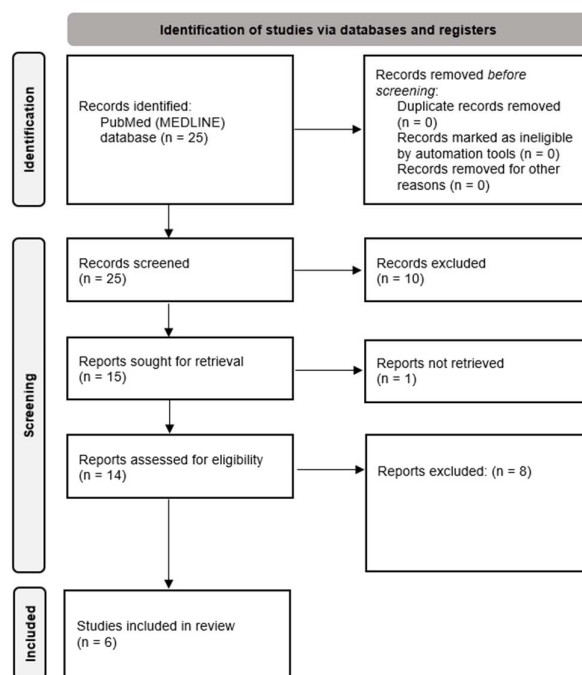 Identification of studies via databases and registers
Identification
Records identified:
PubMed (MEDLINE)
database (n = 25)
Records removed before
screening:
Duplicate records removed
(n = 0)
Records marked as ineligible
by automation tools (n = 0)
Records removed for other
reasons (n = 0)
Screening
Records screened
(n = 25)
Records excluded
(n = 10)
Reports sought for retrieval
(n = 15)
Reports not retrieved
(n = 1)
Reports assessed for eligibility
(n = 14)
Reports excluded: (n = 8)
Included
Studies included in review
(n = 6)